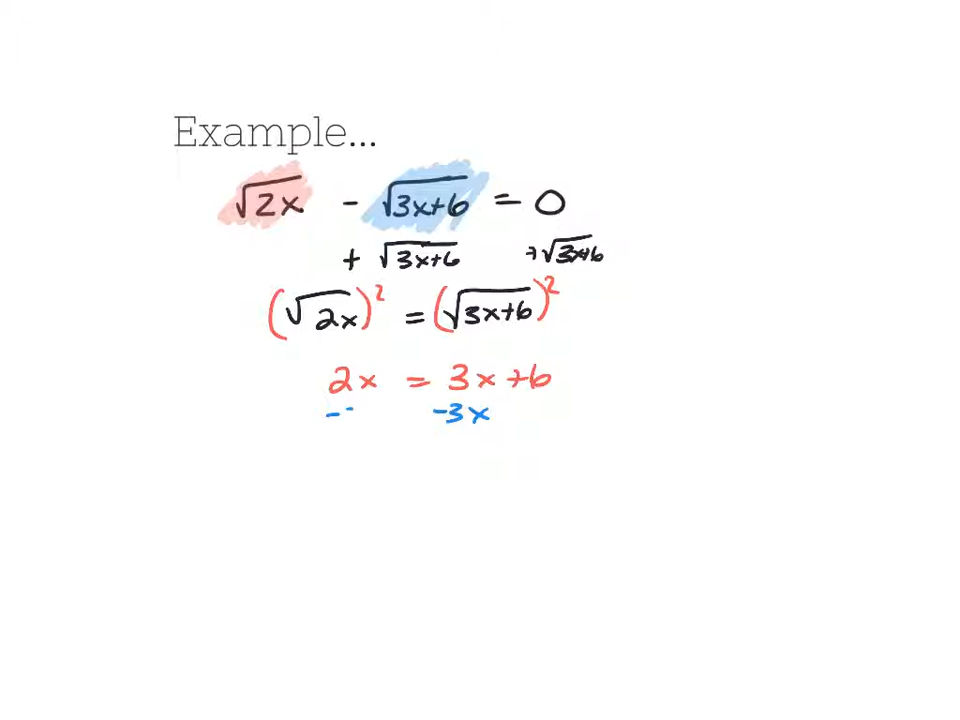 Example...
√2x - √3x+6 = 0
+ √3x+6 +√3x+6
(√2x)² = (√3x+6)²
2x = 3x+6
- -3x